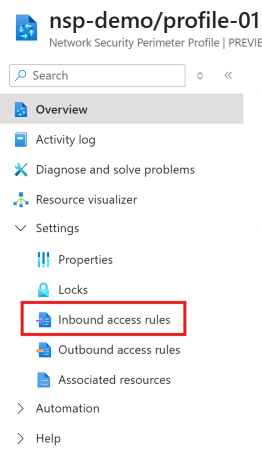 nsp-demo/profile-01
Network Security Perimeter Profile | PREVIE
Search
Overview
Activity log
Diagnose and solve problems
Resource visualizer
Settings
Properties
Locks
Inbound access rules
Outbound access rules
Associated resources
Automation
Help